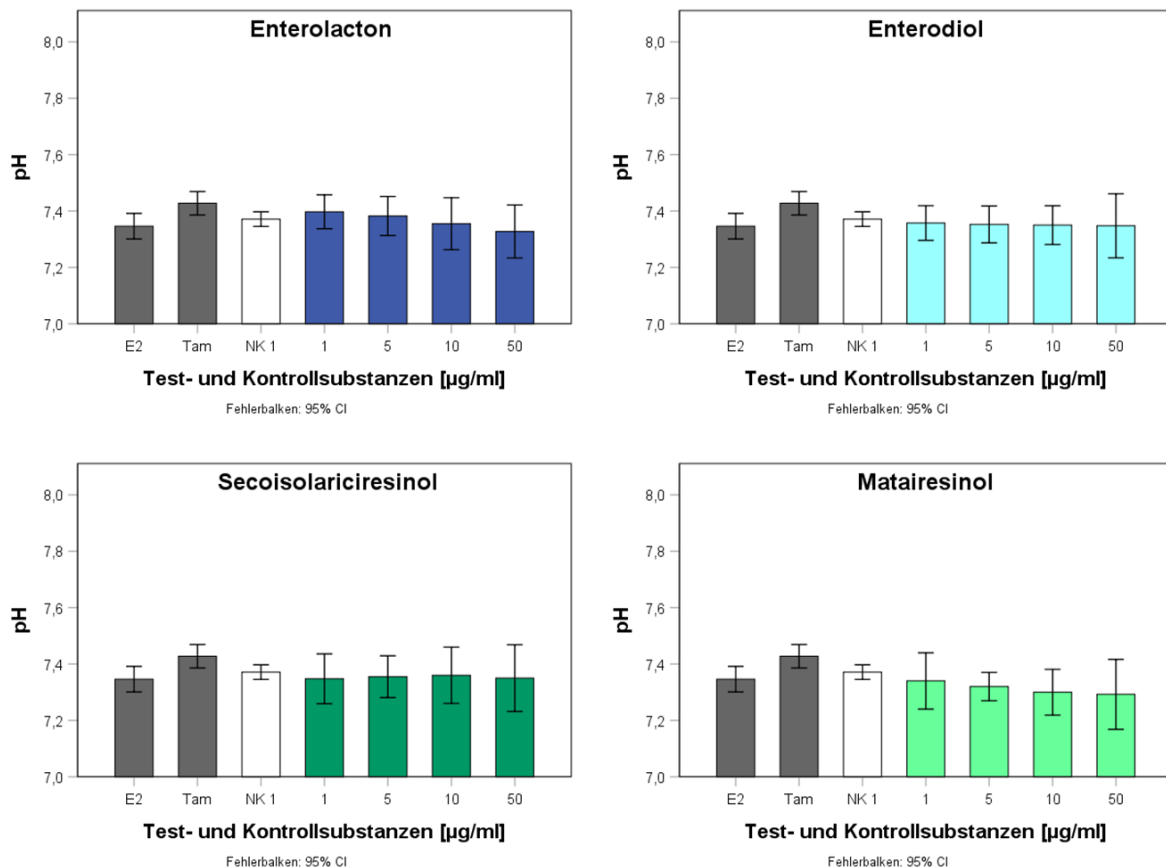 Enterolacton
8,0
7,8
7,6
7,4
7,2
7,0
pH
E2 Tam NK 1 1 5 10 50
Test- und Kontrollsubstanzen [µg/ml]
Fehlerbalken: 95% CI
Enterodiol
8,0
7,8
7,6
7,4
7,2
7,0
pH
E2 Tam NK 1 1 5 10 50
Test- und Kontrollsubstanzen [µg/ml]
Fehlerbalken: 95% CI
Secoisolariciresinol
8,0
7,8
7,6
7,4
7,2
7,0
pH
E2 Tam NK 1 1 5 10 50
Test- und Kontrollsubstanzen [µg/ml]
Fehlerbalken: 95% CI
Matairesinol
8,0
7,8
7,6
7,4
7,2
7,0
pH
E2 Tam NK 1 1 5 10 50
Test- und Kontrollsubstanzen [µg/ml]
Fehlerbalken: 95% CI